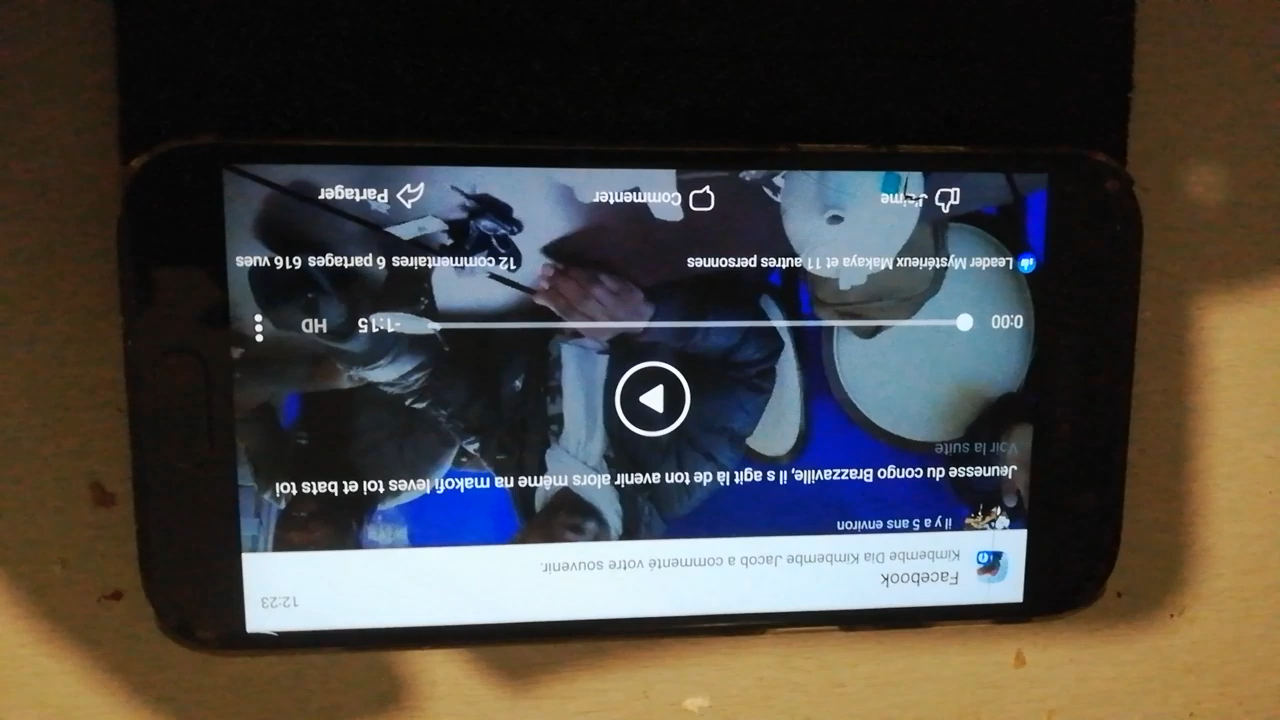 12:23
Facebook
Kimbembe Dia Kimbembe Jacob a commenté votre souvenir.
il y a 5 ans environ
Jeunesse du congo Brazzaville, il s agit là de ton avenir alors même na makofi leves toi et bats toi
Voir la suite
0:00 -1:15 HD
Leader Mystérieux Makaya et 11 autres personnes 12 commentaires 6 partages 616 vues
J'aime Commenter Partager